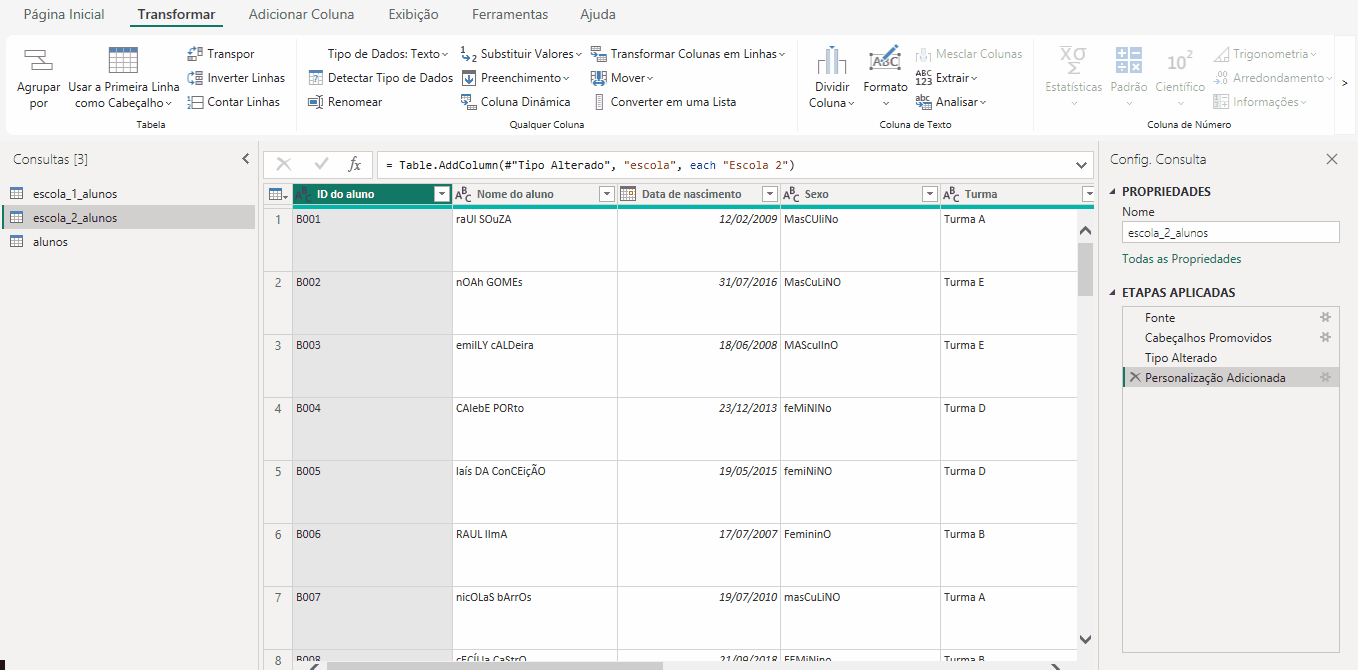 Página Inicial Transformar Adicionar Coluna Exibição Ferramentas Ajuda
Agrupar por
Usar a Primeira Linha como Cabeçalho
Transpor
Inverter Linhas
Contar Linhas
Tabela
Tipo de Dados: Texto
Detectar Tipo de Dados
Renomear
Substituir Valores
Preenchimento
Coluna Dinâmica
Transformar Colunas em Linhas
Mover
Converter em uma Lista
Qualquer Coluna
Dividir Coluna
Formato
Mesclar Colunas
Extrair
Analisar
Coluna de Texto
Estatísticas
Padrão
Científico
Trigonometria
Arredondamento
Informações
Coluna de Número
Consultas [3]
escola_1_alunos
escola_2_alunos
alunos
= Table.AddColumn(#"Tipo Alterado", "escola", each "Escola 2")
ID do aluno Nome do aluno Data de nascimento Sexo Turma
1 B001 raUl SOuZA 12/02/2009 MasCUliNo Turma A
2 B002 nOAh GOMEs 31/07/2016 MasCuLiNO Turma E
3 B003 emilLY cALDeira 18/06/2008 MASculInO Turma E
4 B004 CAlebE PORto 23/12/2013 feMiNINo Turma D
5 B005 laís DA ConCEiçÃO 19/05/2015 femiNiNO Turma D
6 B006 RAUL lImA 17/07/2007 FemininO Turma B
7 B007 nicOLaS bArrOs 19/07/2010 masCuLiNO Turma A
8 B008 cECÍLIa CaStrO 21/09/2018 FEMiNino Turma B
Config. Consulta
PROPRIEDADES
Nome
escola_2_alunos
Todas as Propriedades
ETAPAS APLICADAS
Fonte
Cabeçalhos Promovidos
Tipo Alterado
Personalização Adicionada